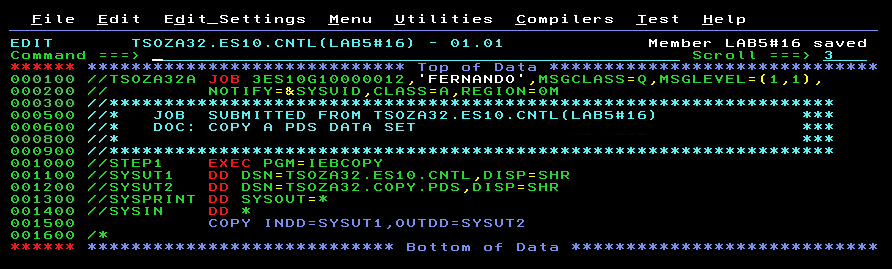 File  Edit  Edit_Settings  Menu  Utilities  Compilers  Test  Help
EDIT       TSOZA32.ES10.CNTL(LAB5#16) - 01.01                Member LAB5#16 saved
Command ===> _                                                  Scroll ===> 3
****** ***************************** Top of Data ******************************
000100 //TSOZA32A JOB 3ES10G10000012,'FERNANDO',MSGCLASS=Q,MSGLEVEL=(1,1),
000200 //         NOTIFY=&SYSUID,CLASS=A,REGION=0M
000300 //******************************************************************
000500 //*   JOB  SUBMITTED FROM TSOZA32.ES10.CNTL(LAB5#16)             ***
000600 //*   DOC: COPY A PDS DATA SET                                   ***
000800 //*                                                              ***
000900 //******************************************************************
001000 //STEP1    EXEC PGM=IEBCOPY
001100 //SYSUT1   DD DSN=TSOZA32.ES10.CNTL,DISP=SHR
001200 //SYSUT2   DD DSN=TSOZA32.COPY.PDS,DISP=SHR
001300 //SYSPRINT DD SYSOUT=*
001400 //SYSIN    DD *
001500           COPY INDD=SYSUT1,OUTDD=SYSUT2
001600 /*
****** **************************** Bottom of Data ****************************